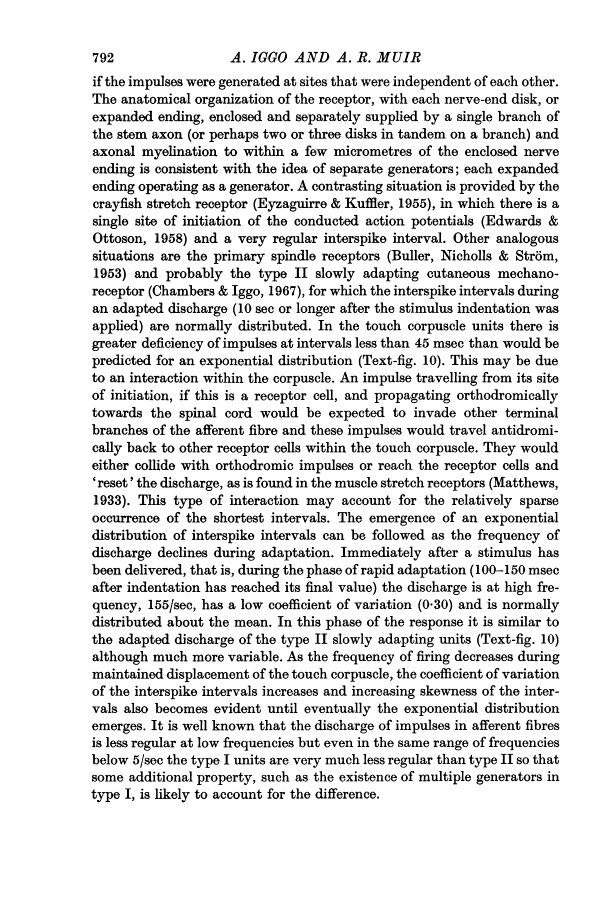 792 A. IGGO AND A. R. MUIR
if the impulses were generated at sites that were independent of each other.
The anatomical organization of the receptor, with each nerve-end disk, or
expanded ending, enclosed and separately supplied by a single branch of
the stem axon (or perhaps two or three disks in tandem on a branch) and
axonal myelination to within a few micrometres of the enclosed nerve
ending is consistent with the idea of separate generators; each expanded
ending operating as a generator. A contrasting situation is provided by the
crayfish stretch receptor (Eyzaguirre & Kuffler, 1955), in which there is a
single site of initiation of the conducted action potentials (Edwards &
Ottoson, 1958) and a very regular interspike interval. Other analogous
situations are the primary spindle receptors (Buller, Nicholls & Ström,
1953) and probably the type II slowly adapting cutaneous mechano-
receptor (Chambers & Iggo, 1967), for which the interspike intervals during
an adapted discharge (10 sec or longer after the stimulus indentation was
applied) are normally distributed. In the touch corpuscle units there is
greater deficiency of impulses at intervals less than 45 msec than would be
predicted for an exponential distribution (Text-fig. 10). This may be due
to an interaction within the corpuscle. An impulse travelling from its site
of initiation, if this is a receptor cell, and propagating orthodromically
towards the spinal cord would be expected to invade other terminal
branches of the afferent fibre and these impulses would travel antidromi-
cally back to other receptor cells within the touch corpuscle. They would
either collide with orthodromic impulses or reach the receptor cells and
‘reset’ the discharge, as is found in the muscle stretch receptors (Matthews,
1933). This type of interaction may account for the relatively sparse
occurrence of the shortest intervals. The emergence of an exponential
distribution of interspike intervals can be followed as the frequency of
discharge declines during adaptation. Immediately after a stimulus has
been delivered, that is, during the phase of rapid adaptation (100–150 msec
after indentation has reached its final value) the discharge is at high fre-
quency, 155/sec, has a low coefficient of variation (0·30) and is normally
distributed about the mean. In this phase of the response it is similar to
the adapted discharge of the type II slowly adapting units (Text-fig. 10)
although much more variable. As the frequency of firing decreases during
maintained displacement of the touch corpuscle, the coefficient of variation
of the interspike intervals increases and increasing skewness of the inter-
vals also becomes evident until eventually the exponential distribution
emerges. It is well known that the discharge of impulses in afferent fibres
is less regular at low frequencies but even in the same range of frequencies
below 5/sec the type I units are very much less regular than type II so that
some additional property, such as the existence of multiple generators in
type I, is likely to account for the difference.